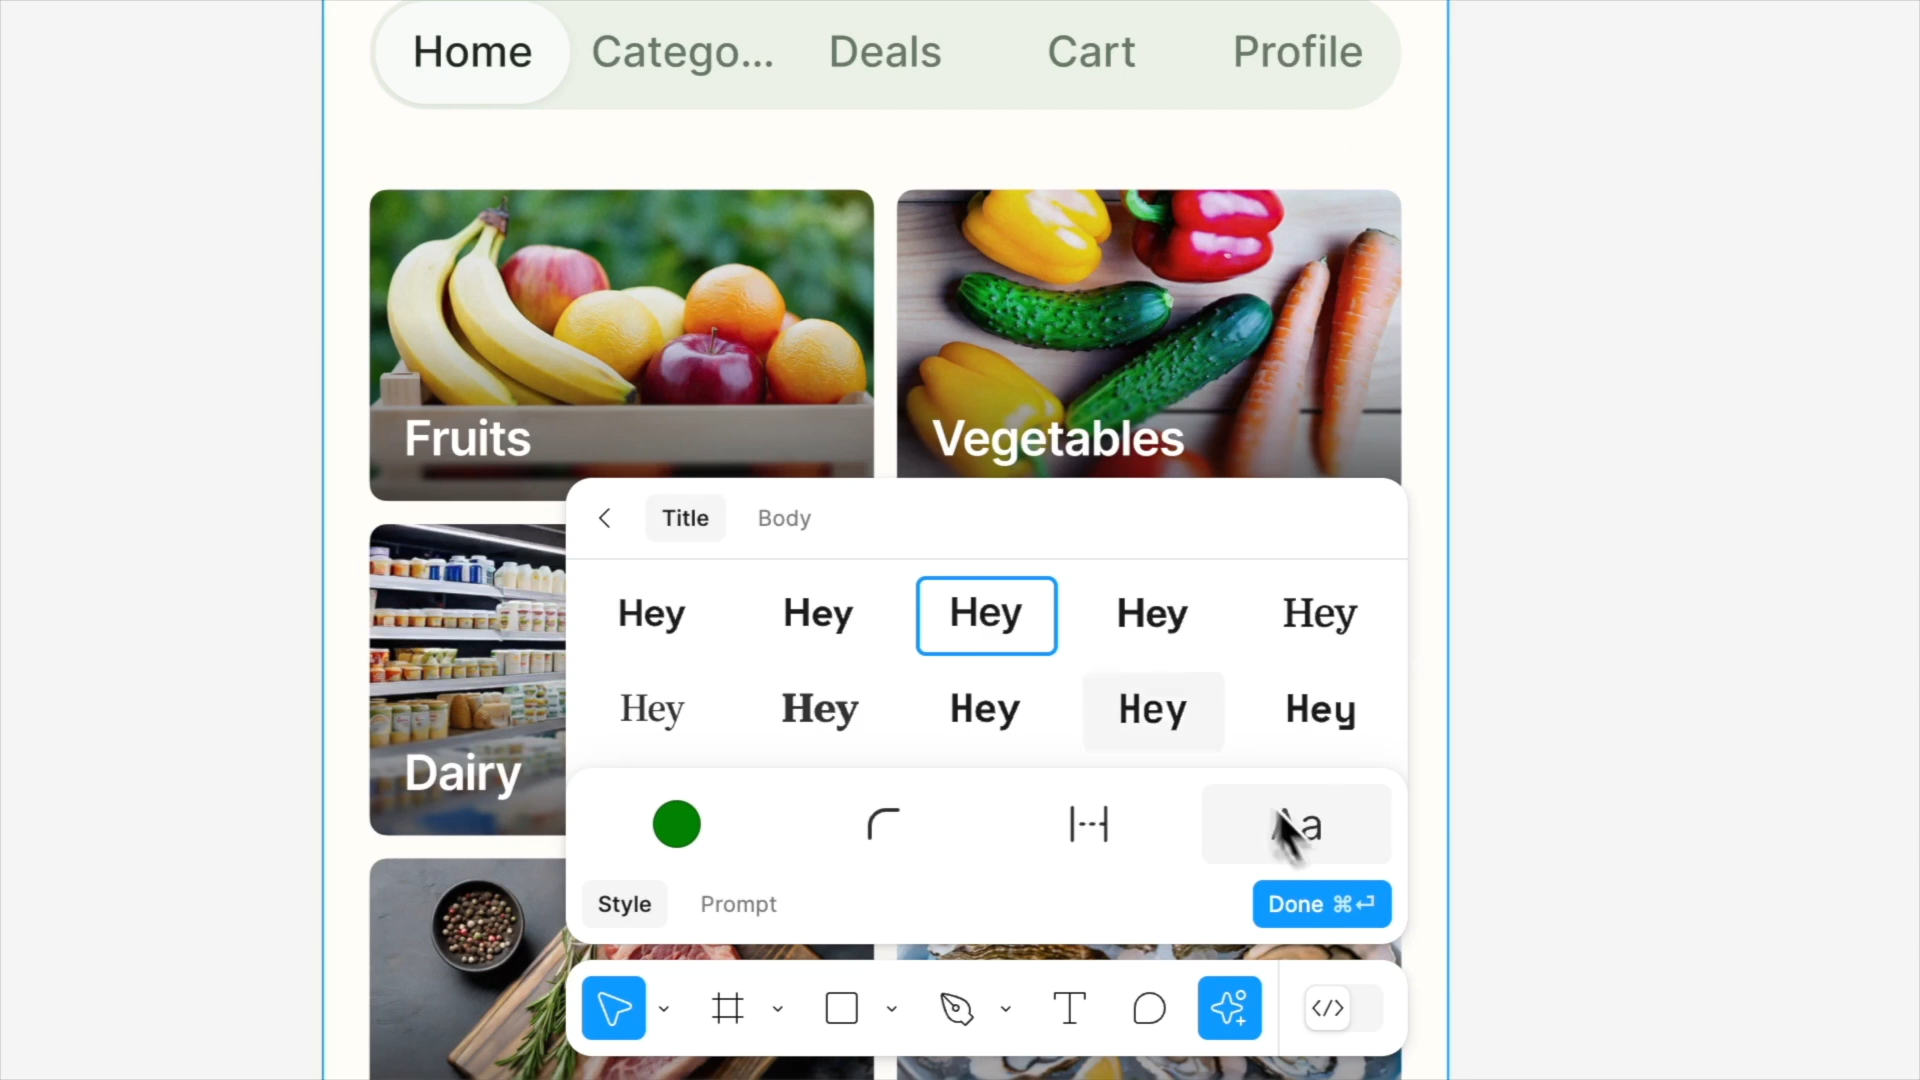 Home Catego... Deals Cart Profile
Fruits
Vegetables
Title Body
Hey Hey Hey Hey Hey
Hey Hey Hey Hey Hey
Dairy
Aa
Style Prompt Done ⌘⏎